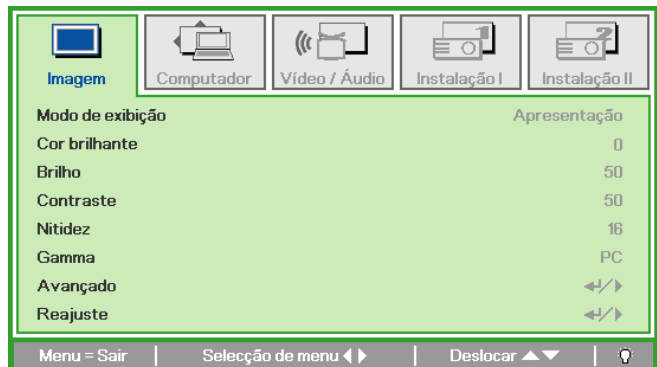 Imagem Computador Vídeo / Áudio Instalação I Instalação II
Modo de exibição Apresentação
Cor brilhante 0
Brilho 50
Contraste 50
Nitidez 16
Gamma PC
Avançado
Reajuste
Menu = Sair Selecção de menu Deslocar